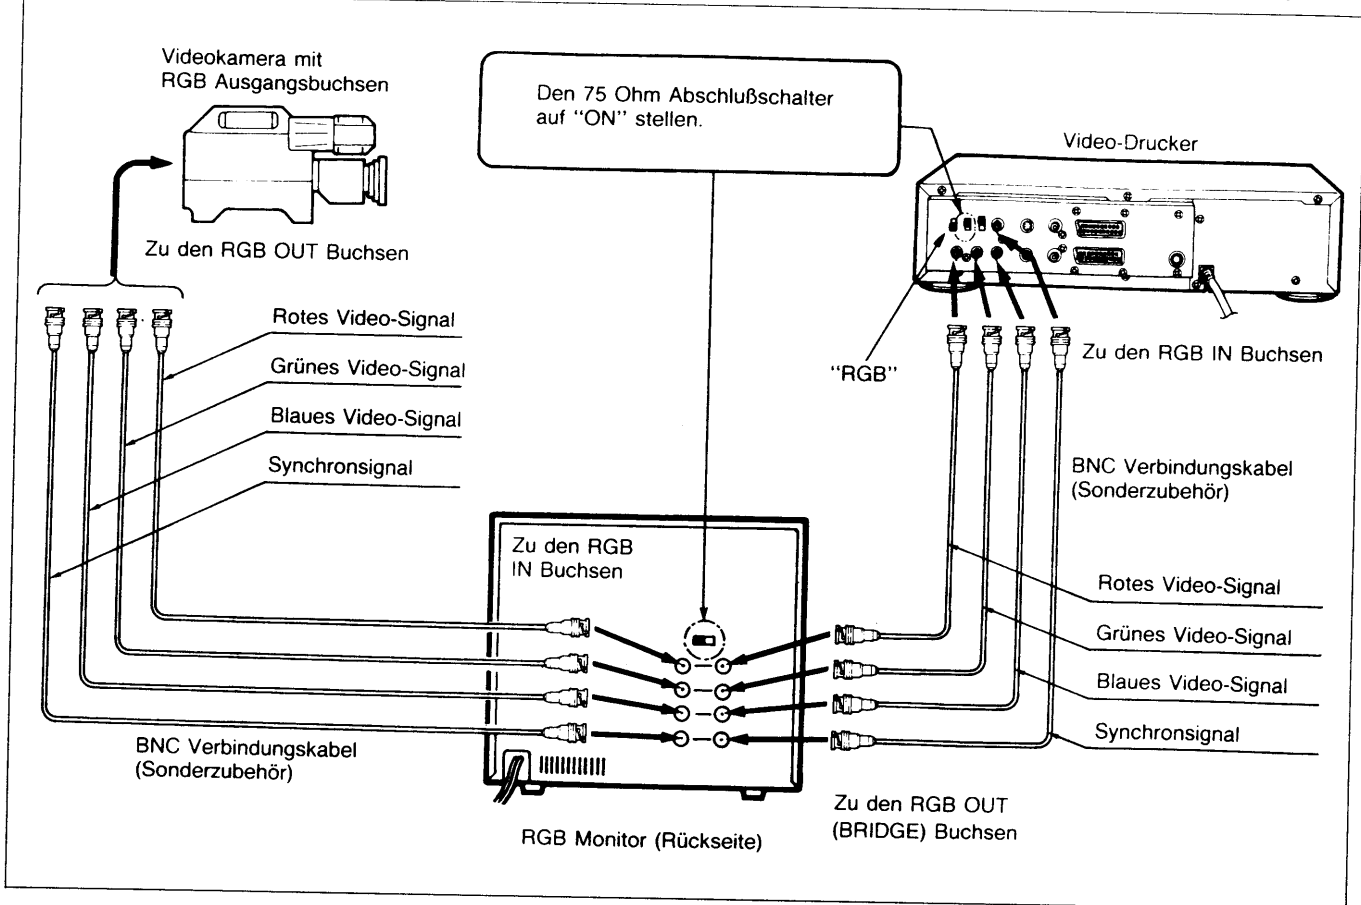 Videokamera mit
RGB Ausgangsbuchsen
Den 75 Ohm Abschlußschalter
auf "ON" stellen.
Video-Drucker
Zu den RGB OUT Buchsen
Rotes Video-Signal
Grünes Video-Signal
Blaues Video-Signal
Synchronsignal
"RGB"
Zu den RGB IN Buchsen
BNC Verbindungskabel
(Sonderzubehör)
Zu den RGB
IN Buchsen
Rotes Video-Signal
Grünes Video-Signal
Blaues Video-Signal
Synchronsignal
BNC Verbindungskabel
(Sonderzubehör)
Zu den RGB OUT
(BRIDGE) Buchsen
RGB Monitor (Rückseite)